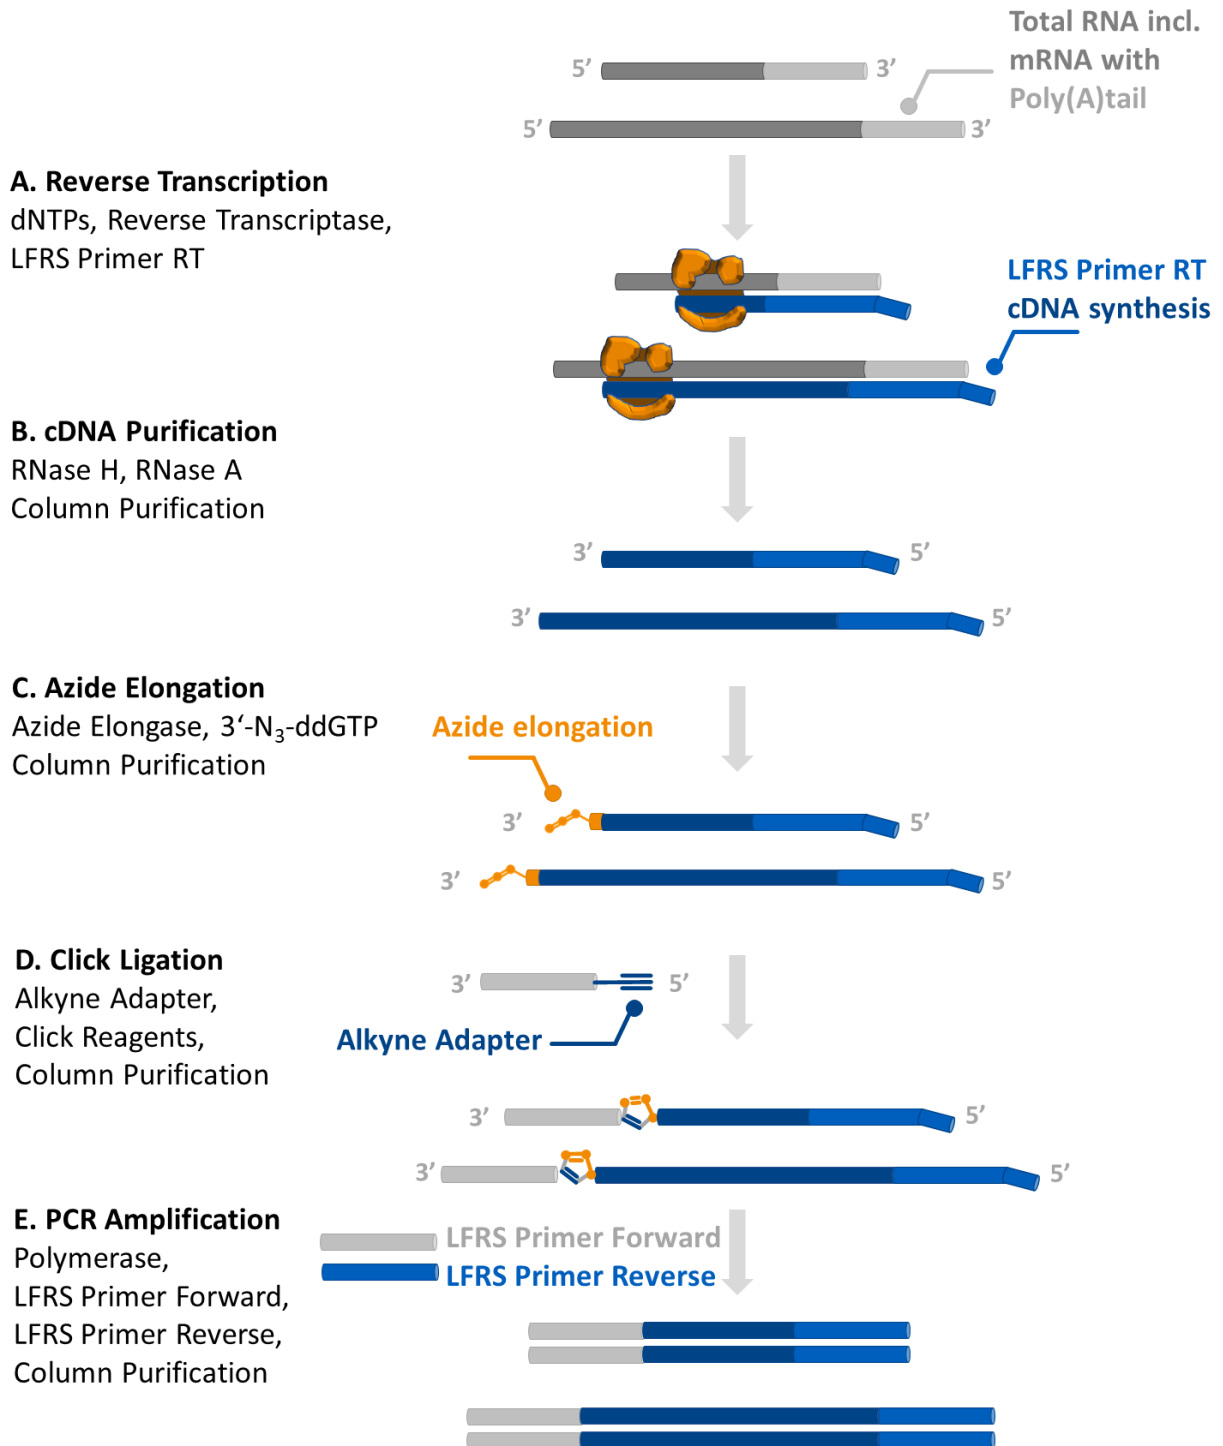 Total RNA incl.
mRNA with
Poly(A)tail
5’ 3’
5’ 3’
A. Reverse Transcription
dNTPs, Reverse Transcriptase,
LFRS Primer RT
LFRS Primer RT
cDNA synthesis
B. cDNA Purification
RNase H, RNase A
Column Purification
3’ 5’
3’ 5’
C. Azide Elongation
Azide Elongase, 3‘-N₃-ddGTP
Column Purification
Azide elongation
3’ 5’
3’ 5’
D. Click Ligation
Alkyne Adapter,
Click Reagents,
Column Purification
3’ 5’
Alkyne Adapter
3’ 5’
3’ 5’
E. PCR Amplification
Polymerase,
LFRS Primer Forward,
LFRS Primer Reverse,
Column Purification
LFRS Primer Forward
LFRS Primer Reverse